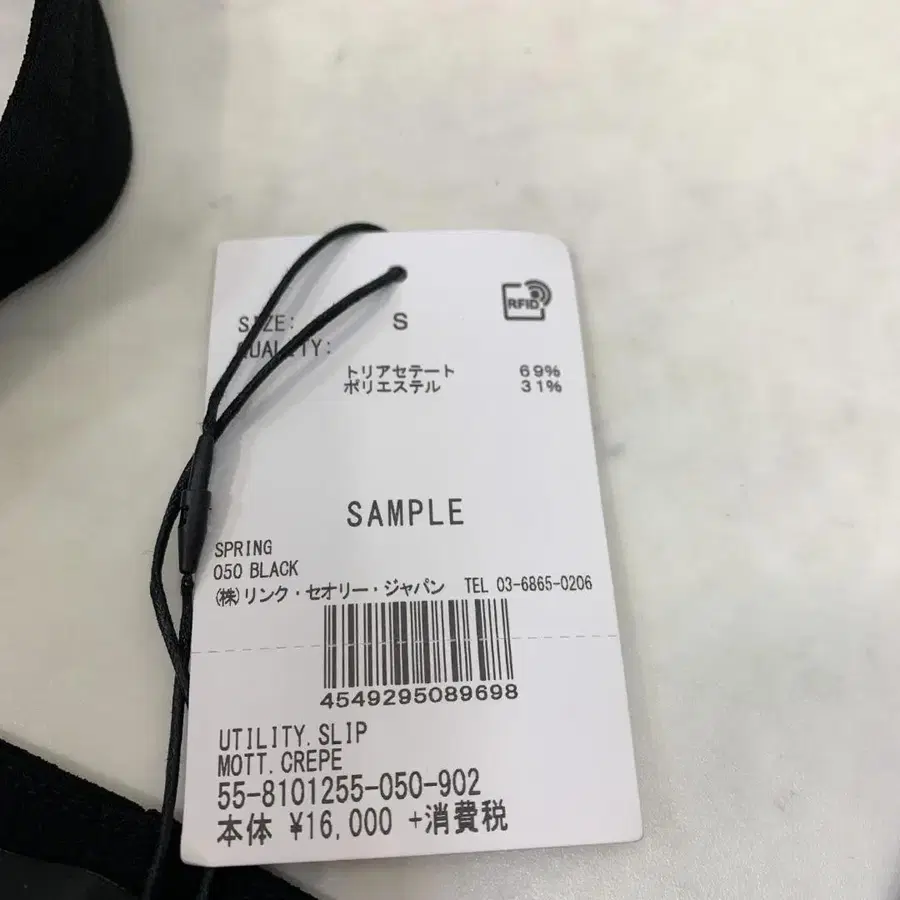 RFID
SIZE: S
QUALITY:
トリアセテート 69%
ポリエステル 31%
SAMPLE
SPRING
050 BLACK
(株)リンク・セオリー・ジャパン TEL 03-6865-0206
4549295089698
UTILITY.SLIP
MOTT.CREPE
55-8101255-050-902
本体 ¥16,000 +消費税